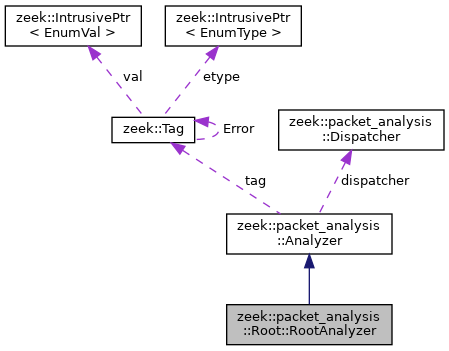 zeek::IntrusivePtr
< EnumVal >
zeek::IntrusivePtr
< EnumType >
val
etype
zeek::Tag
Error
zeek::packet_analysis
::Dispatcher
tag
dispatcher
zeek::packet_analysis
::Analyzer
zeek::packet_analysis
::Root::RootAnalyzer